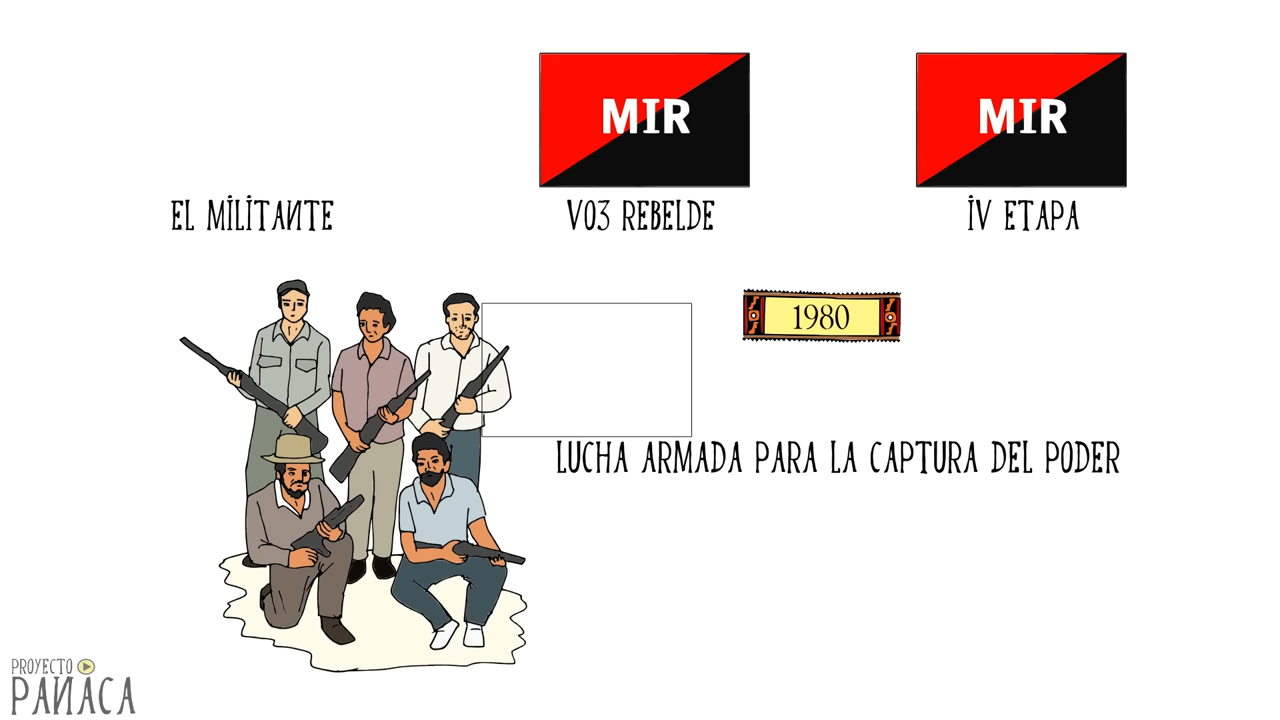 MIR
MIR
EL MILITANTE
VO3 REBELDE
IV ETAPA
1980
LUCHA ARMADA PARA LA CAPTURA DEL PODER
PROYECTO
PANACA